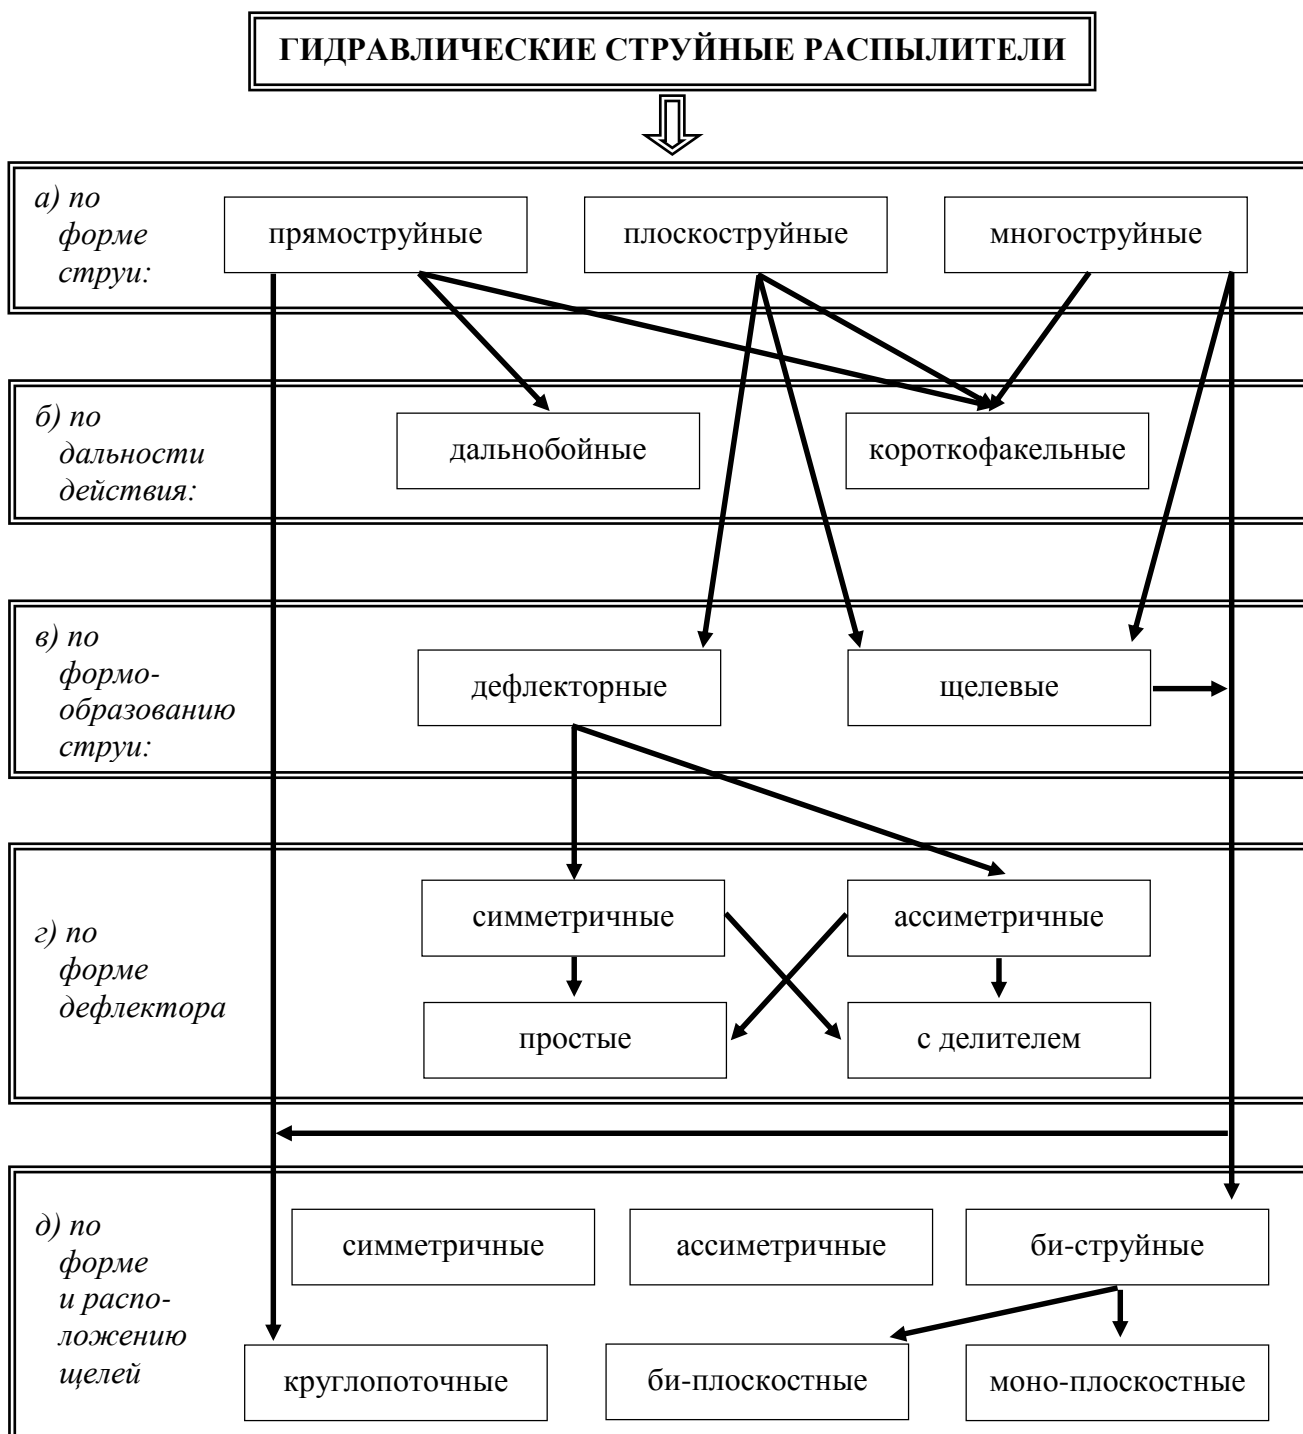 ГИДРАВЛИЧЕСКИЕ СТРУЙНЫЕ РАСПЫЛИТЕЛИ
а) по
форме
струи:
прямоструйные
плоскоструйные
многоструйные
б) по
дальности
действия:
дальнобойные
короткофакельные
в) по
формо-
образованию
струи:
дефлекторные
щелевые
г) по
форме
дефлектора
симметричные
ассиметричные
простые
с делителем
д) по
форме
и распо-
ложению
щелей
симметричные
ассиметричные
би-струйные
круглопоточные
би-плоскостные
моно-плоскостные